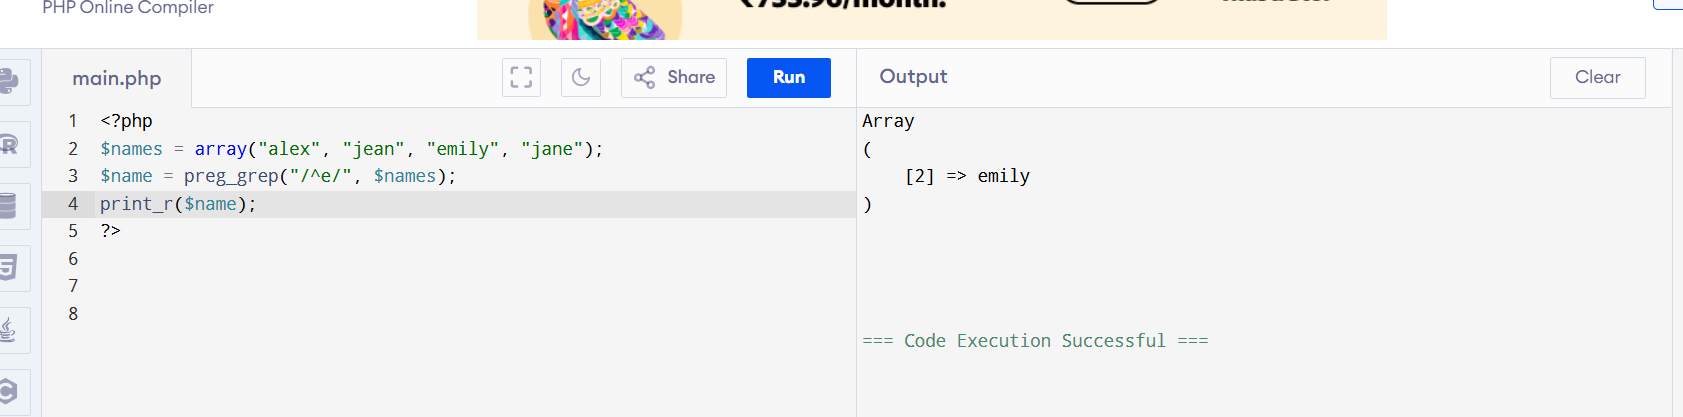 PHP Online Compiler
main.php
Share
Run
Output
Clear
1 <?php
2 $names = array("alex", "jean", "emily", "jane");
3 $name = preg_grep("/^e/", $names);
4 print_r($name);
5 ?>
6
7
8
Array
(
[2] => emily
)
=== Code Execution Successful ===